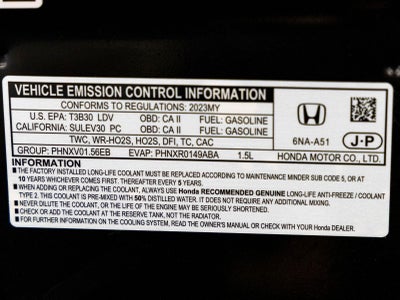 VEHICLE EMISSION CONTROL INFORMATION
CONFORMS TO REGULATIONS: 2023MY
U.S. EPA: T3B30 LDV OBD: CA II FUEL: GASOLINE
CALIFORNIA: SULEV30 PC OBD: CA II FUEL: GASOLINE
TWC, WR-HO2S, HO2S, DFI, TC, CAC
GROUP: PHNXV01.56EB EVAP: PHNXR0149ABA 1.5L
6NA-A51
J-P
HONDA MOTOR CO., LTD.
INFORMATION
■ THE FACTORY INSTALLED LONG-LIFE COOLANT MUST BE REPLACED ACCORDING TO MAINTENANCE MINDER SUB CODE 5, OR AT
10 YEARS WHICHEVER COMES FIRST. THEREAFTER EVERY 5 YEARS.
■ WHEN ADDING OR REPLACING THE COOLANT, ALWAYS USE Honda RECOMMENDED GENUINE LONG-LIFE ANTI-FREEZE / COOLANT
TYPE 2. THIS COOLANT IS PRE-MIXED WITH 50% DISTILLED WATER. IT DOES NOT REQUIRE ANY ADDITIONAL MIXING.
■ NEVER DILUTE THE COOLANT, OR ENGINE DAMAGE MAY RESULT SUCH AS CORROSION OR FREEZING.
■ CHECK OR ADD THE COOLANT AT THE RESERVE TANK, NOT THE RADIATOR.
■ FOR FURTHER INFORMATION ON THE COOLING SYSTEM, READ THE OWNER'S MANUAL OR CHECK WITH YOUR Honda DEALER.